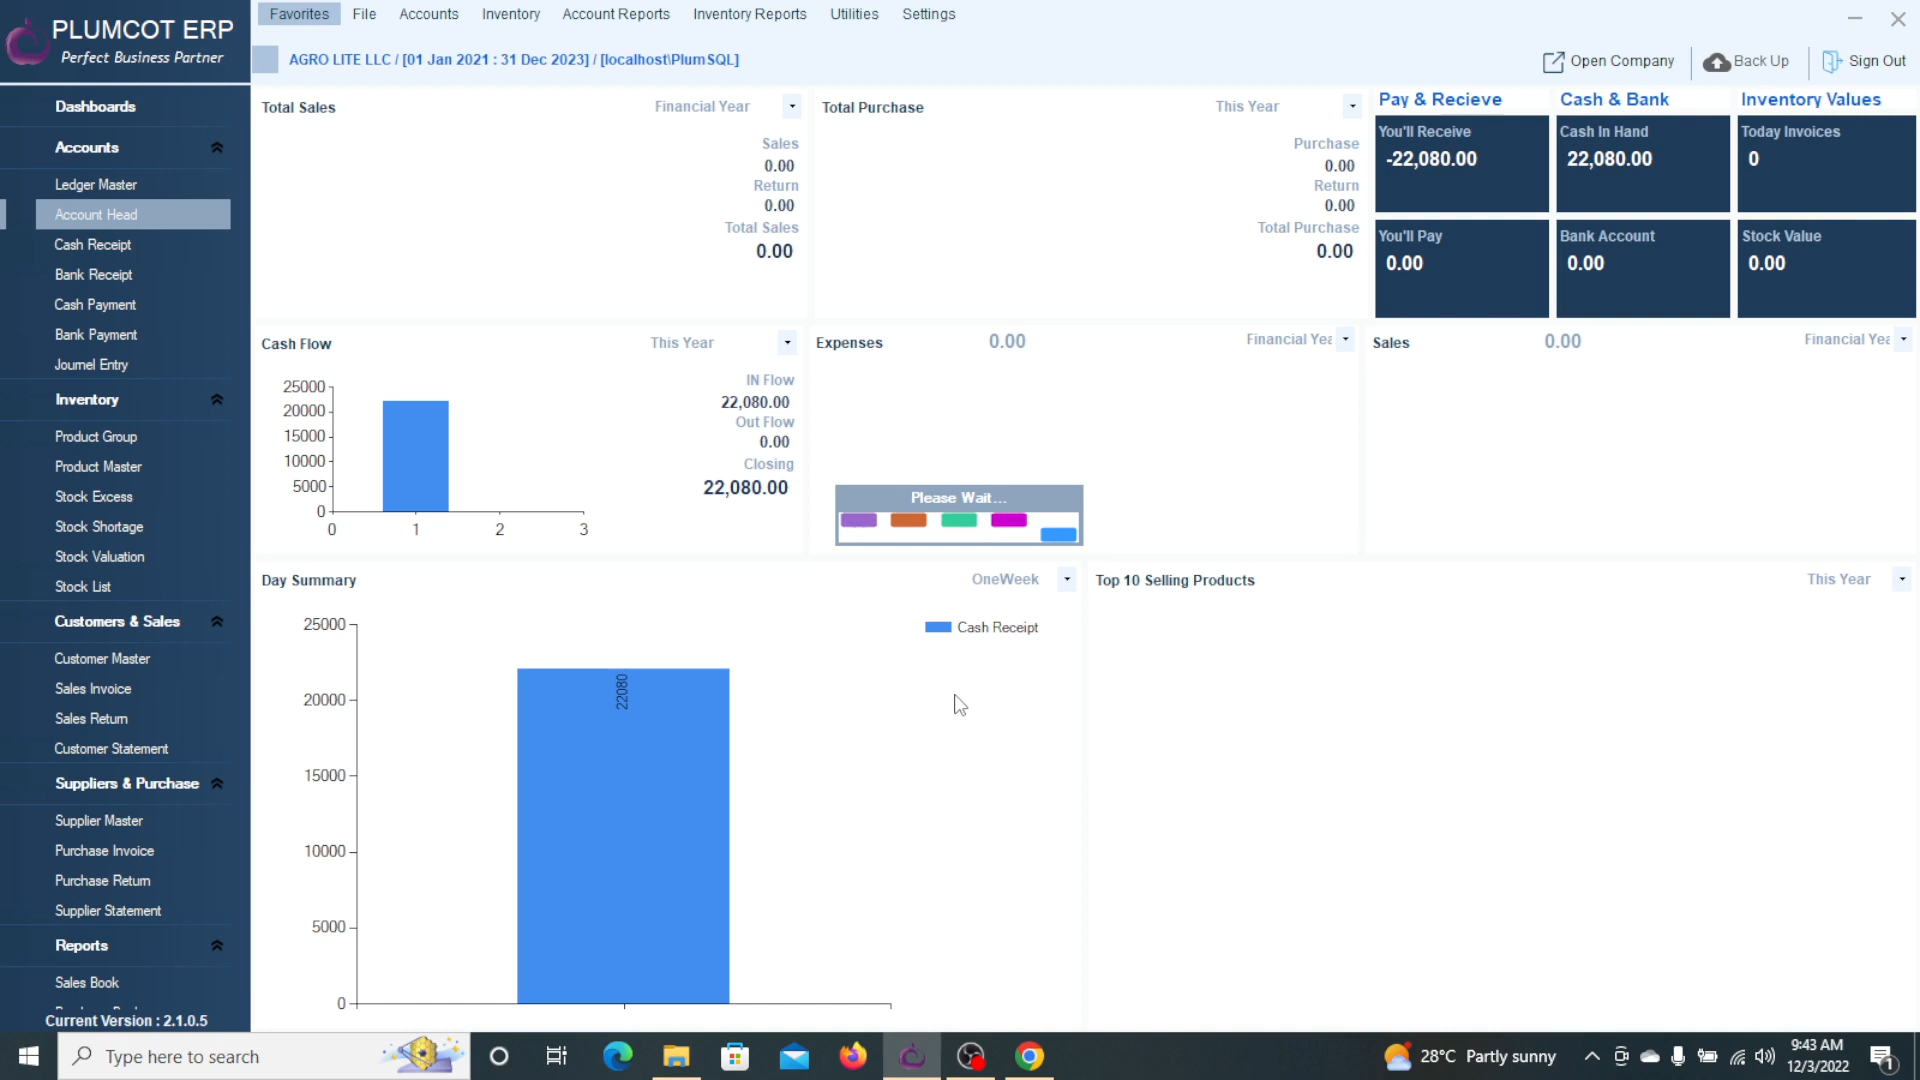 PLUMCOT ERP
Perfect Business Partner
Favorites File Accounts Inventory Account Reports Inventory Reports Utilities Settings
AGRO LITE LLC / [01 Jan 2021 : 31 Dec 2023] / [localhost\PlumSQL]
Open Company Back Up Sign Out
Dashboards
Accounts
Ledger Master
Account Head
Cash Receipt
Bank Receipt
Cash Payment
Bank Payment
Journel Entry
Inventory
Product Group
Product Master
Stock Excess
Stock Shortage
Stock Valuation
Stock List
Customers & Sales
Customer Master
Sales Invoice
Sales Return
Customer Statement
Suppliers & Purchase
Supplier Master
Purchase Invoice
Purchase Return
Supplier Statement
Reports
Sales Book
Current Version : 2.1.0.5
Total Sales Financial Year
Sales
0.00
Return
0.00
Total Sales
0.00
Total Purchase This Year
Purchase
0.00
Return
0.00
Total Purchase
0.00
Pay & Recieve Cash & Bank Inventory Values
You'll Receive Cash In Hand Today Invoices
-22,080.00 22,080.00 0
You'll Pay Bank Account Stock Value
0.00 0.00 0.00
Cash Flow This Year
25000
20000
15000
10000
5000
0
0 1 2 3
IN Flow
22,080.00
Out Flow
0.00
Closing
22,080.00
Expenses 0.00 Financial Yea
Please Wait...
Sales 0.00 Financial Yea
Day Summary OneWeek
25000
20000
15000
10000
5000
0
22080
Cash Receipt
Top 10 Selling Products This Year
Type here to search
28°C Partly sunny
9:43 AM
12/3/2022
1